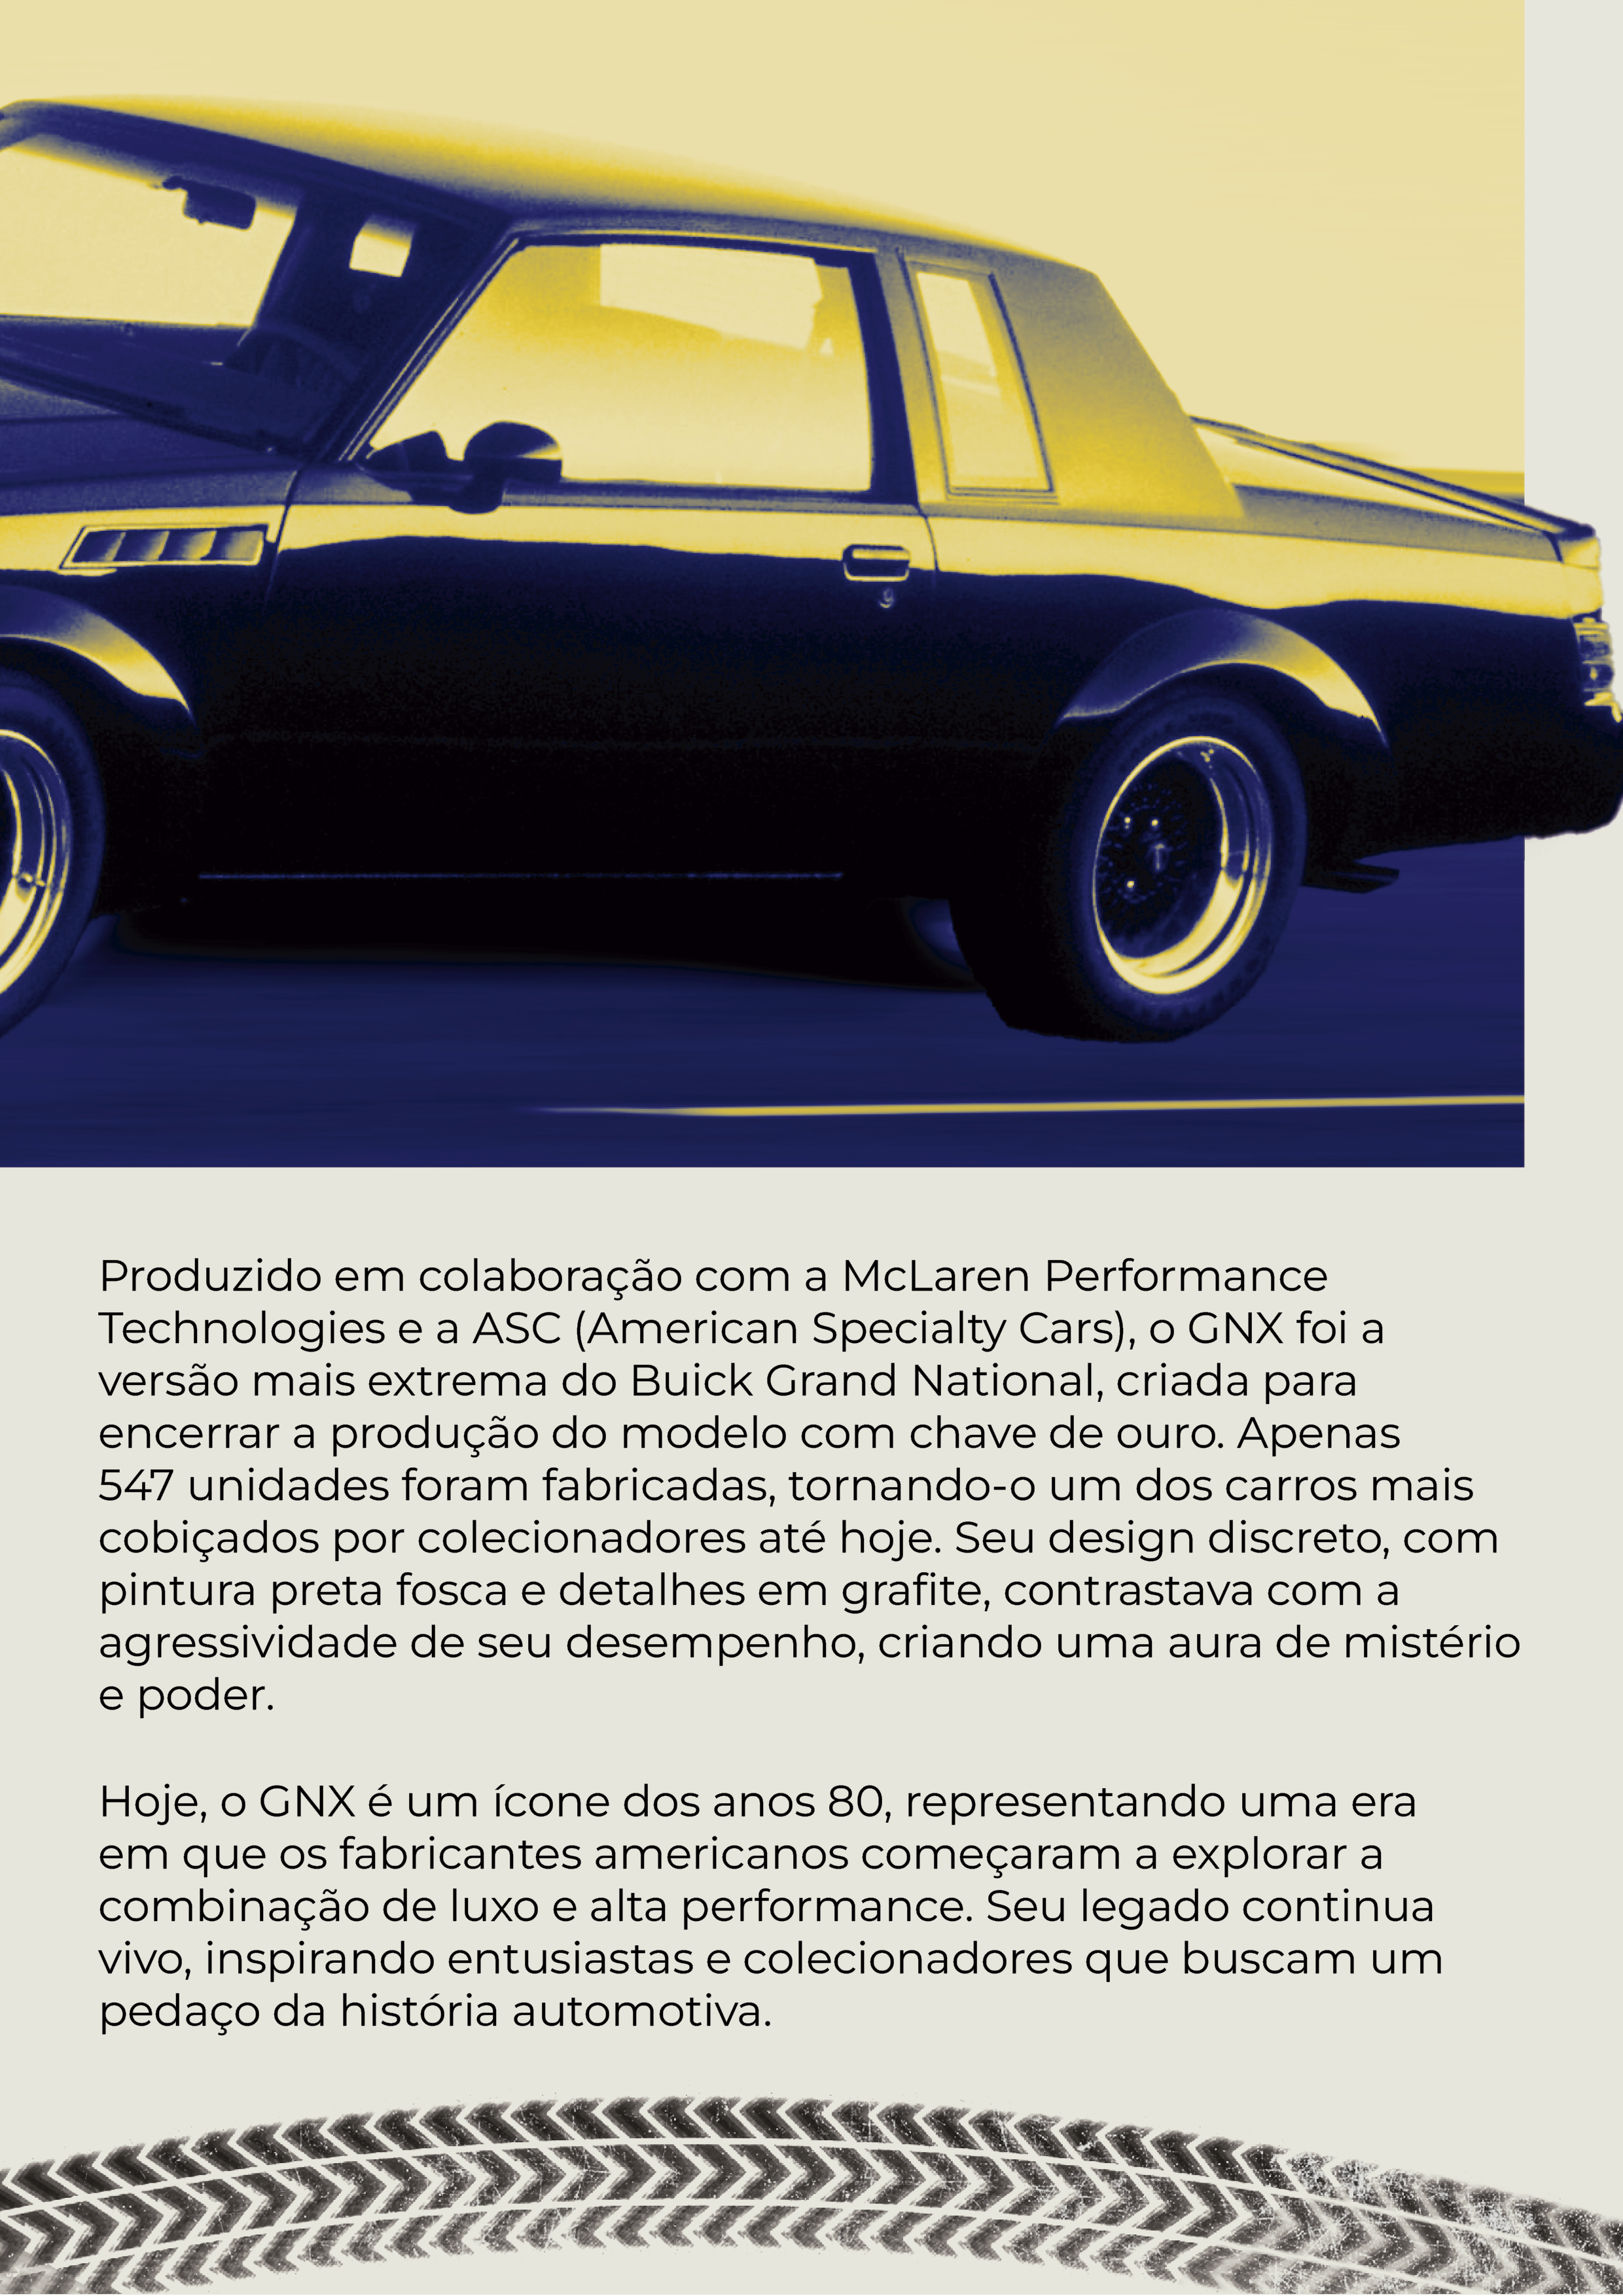 Produzido em colaboração com a McLaren Performance
Technologies e a ASC (American Specialty Cars), o GNX foi a
versão mais extrema do Buick Grand National, criada para
encerrar a produção do modelo com chave de ouro. Apenas
547 unidades foram fabricadas, tornando-o um dos carros mais
cobiçados por colecionadores até hoje. Seu design discreto, com
pintura preta fosca e detalhes em grafite, contrastava com a
agressividade de seu desempenho, criando uma aura de mistério
e poder.
Hoje, o GNX é um ícone dos anos 80, representando uma era
em que os fabricantes americanos começaram a explorar a
combinação de luxo e alta performance. Seu legado continua
vivo, inspirando entusiastas e colecionadores que buscam um
pedaço da história automotiva.